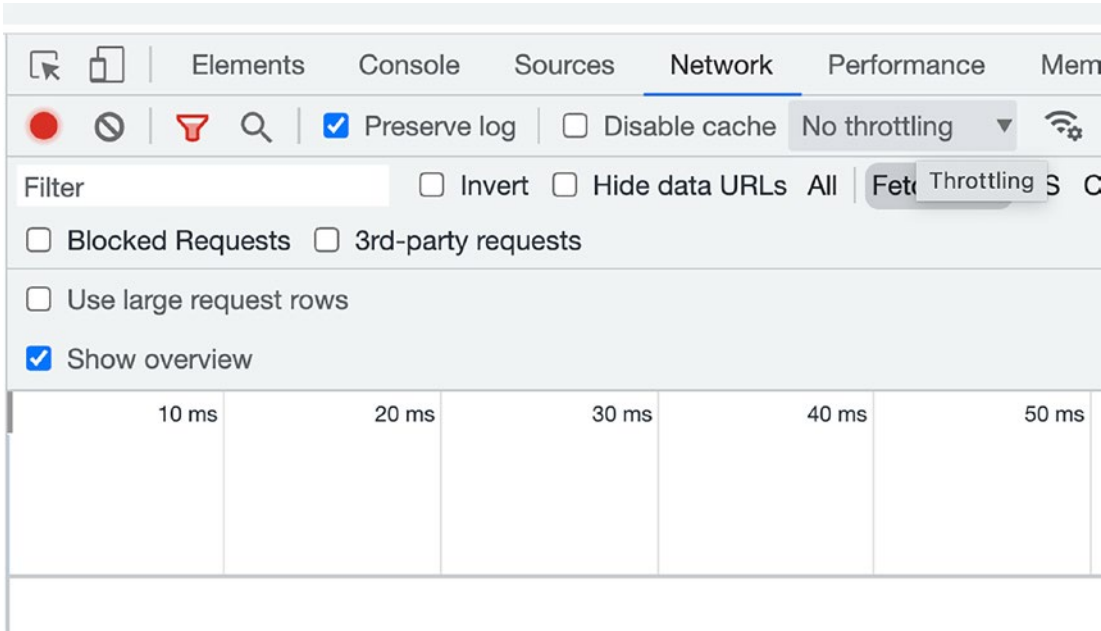 Elements Console Sources Network Performance Mem
Preserve log Disable cache No throttling
Filter Invert Hide data URLs All Fetc Throttling S C
Blocked Requests 3rd-party requests
Use large request rows
Show overview
10 ms 20 ms 30 ms 40 ms 50 ms